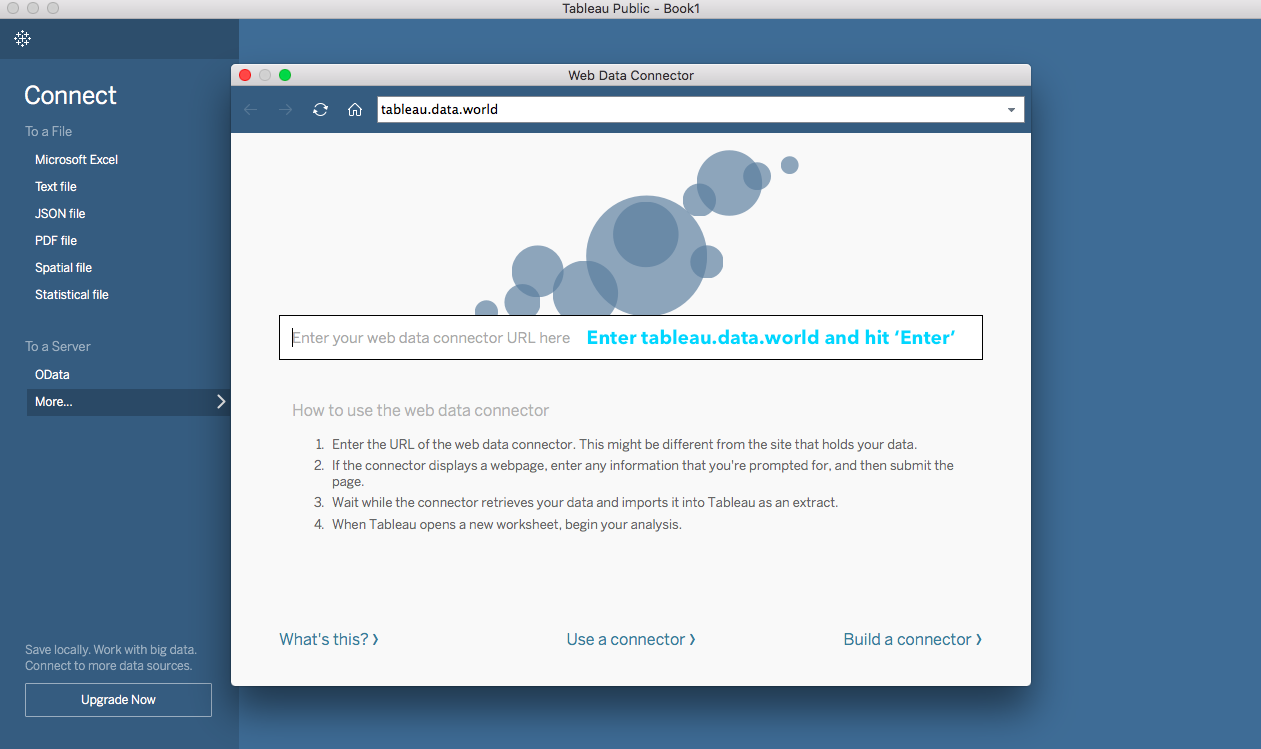 Tableau Public - Book1
Connect
To a File
Microsoft Excel
Text file
JSON file
PDF file
Spatial file
Statistical file
To a Server
OData
More...
Save locally. Work with big data.
Connect to more data sources.
Upgrade Now
Web Data Connector
tableau.data.world
Enter your web data connector URL here Enter tableau.data.world and hit ‘Enter’
How to use the web data connector
1. Enter the URL of the web data connector. This might be different from the site that holds your data.
2. If the connector displays a webpage, enter any information that you're prompted for, and then submit the
page.
3. Wait while the connector retrieves your data and imports it into Tableau as an extract.
4. When Tableau opens a new worksheet, begin your analysis.
What's this? ›
Use a connector ›
Build a connector ›